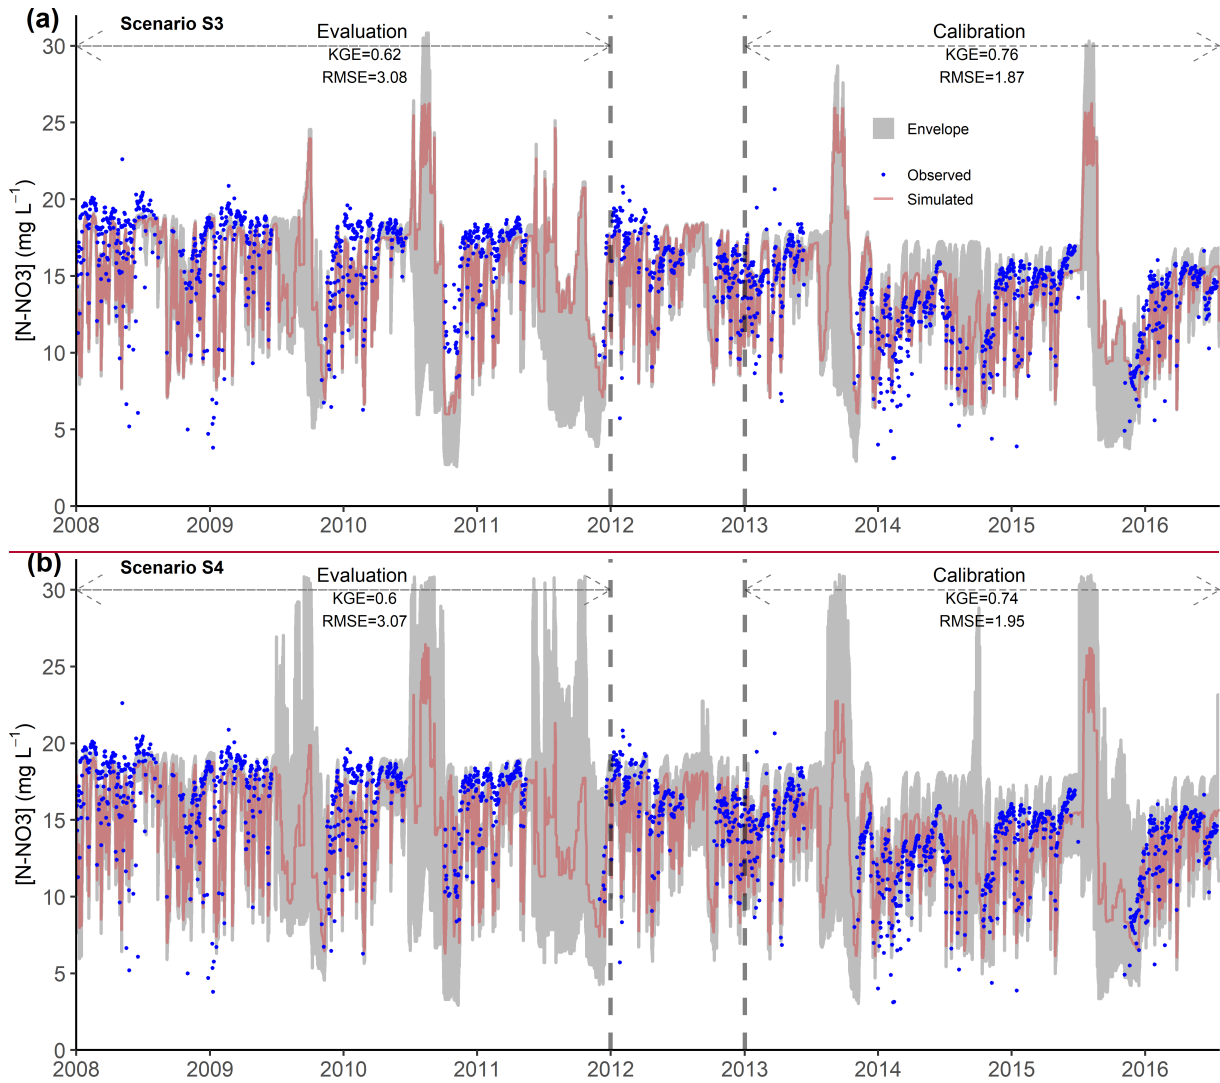 (a)
Scenario S3
Evaluation
KGE=0.62
RMSE=3.08
Calibration
KGE=0.76
RMSE=1.87
Envelope
Observed
Simulated
[N-NO3] (mg L⁻¹)
30
25
20
15
10
5
0
2008 2009 2010 2011 2012 2013 2014 2015 2016
(b)
Scenario S4
Evaluation
KGE=0.6
RMSE=3.07
Calibration
KGE=0.74
RMSE=1.95
[N-NO3] (mg L⁻¹)
30
25
20
15
10
5
0
2008 2009 2010 2011 2012 2013 2014 2015 2016